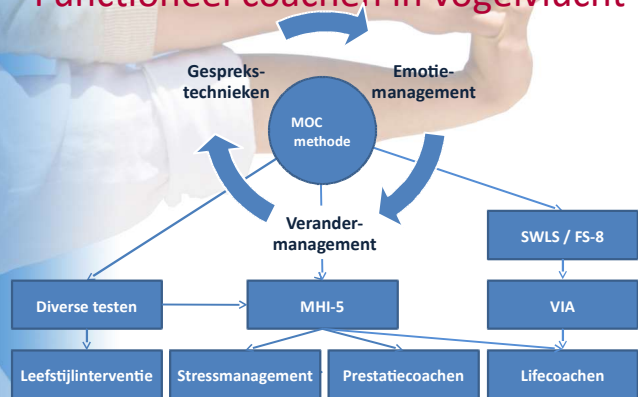 Functioneel coachen in vogelvlucht
Gespreks-
technieken
Emotie-
management
MOC
methode
Verander-
management
SWLS / FS-8
Diverse testen
MHI-5
VIA
Leefstijlinterventie
Stressmanagement
Prestatiecoachen
Lifecoachen